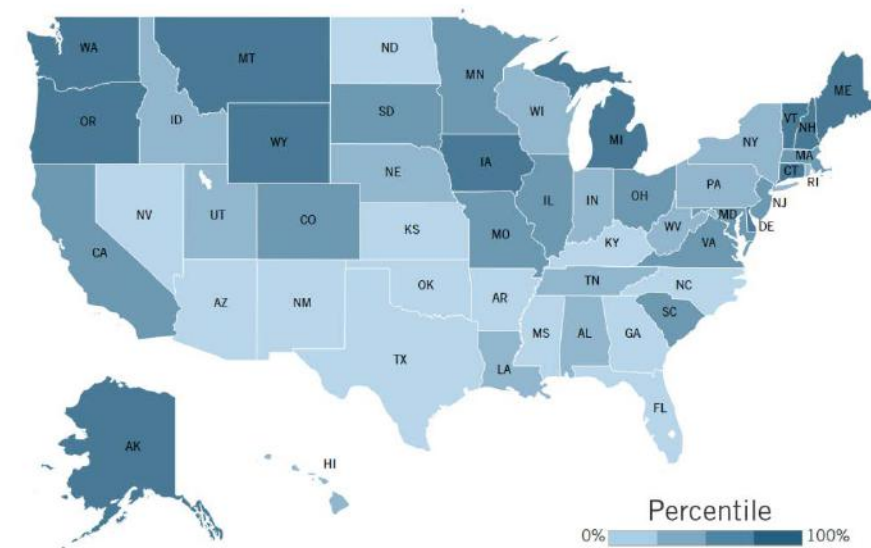 WA
MT
ND
MN
ME
OR
ID
SD
WI
MI
VT
NH
NY
WY
IA
MA
CT
RI
NE
PA
NJ
NV
UT
CO
IL
IN
OH
MD
DE
CA
KS
MO
WV
VA
KY
AZ
NM
OK
AR
TN
NC
SC
TX
MS
AL
GA
LA
FL
AK
HI
Percentile
0% 100%